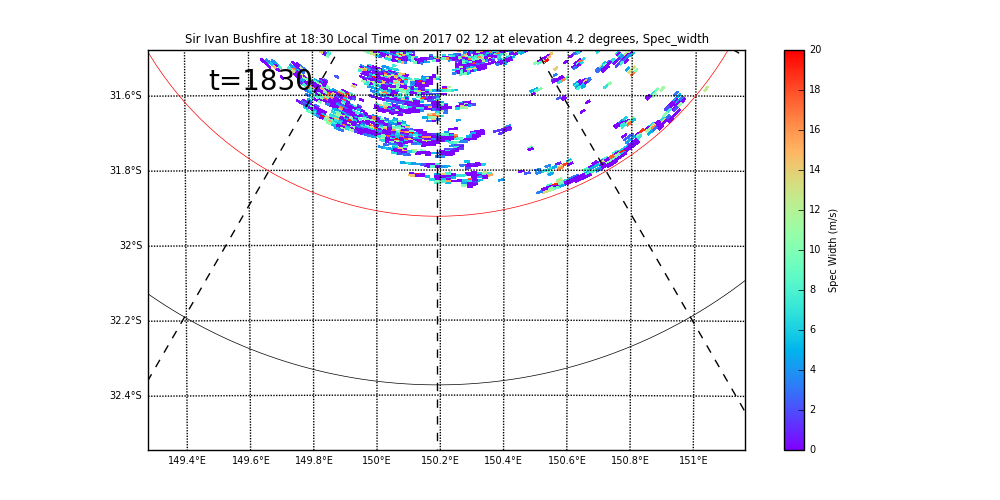 Sir Ivan Bushfire at 18:30 Local Time on 2017 02 12 at elevation 4.2 degrees, Spec_width
t=1830
31.6°S
31.8°S
32°S
32.2°S
32.4°S
149.4°E 149.6°E 149.8°E 150°E 150.2°E 150.4°E 150.6°E 150.8°E 151°E
20
18
16
14
12
10
8
6
4
2
0
Spec Width (m/s)